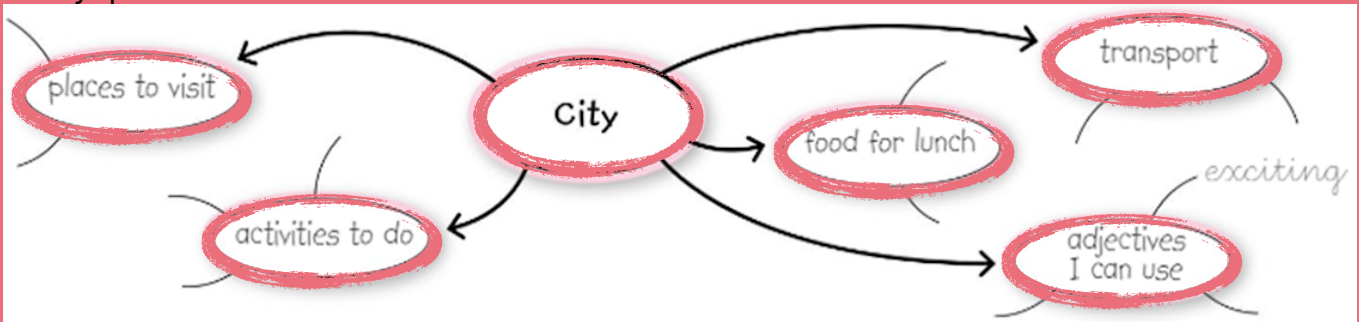 places to visit
City
transport
food for lunch
exciting
activities to do
adjectives
I can use